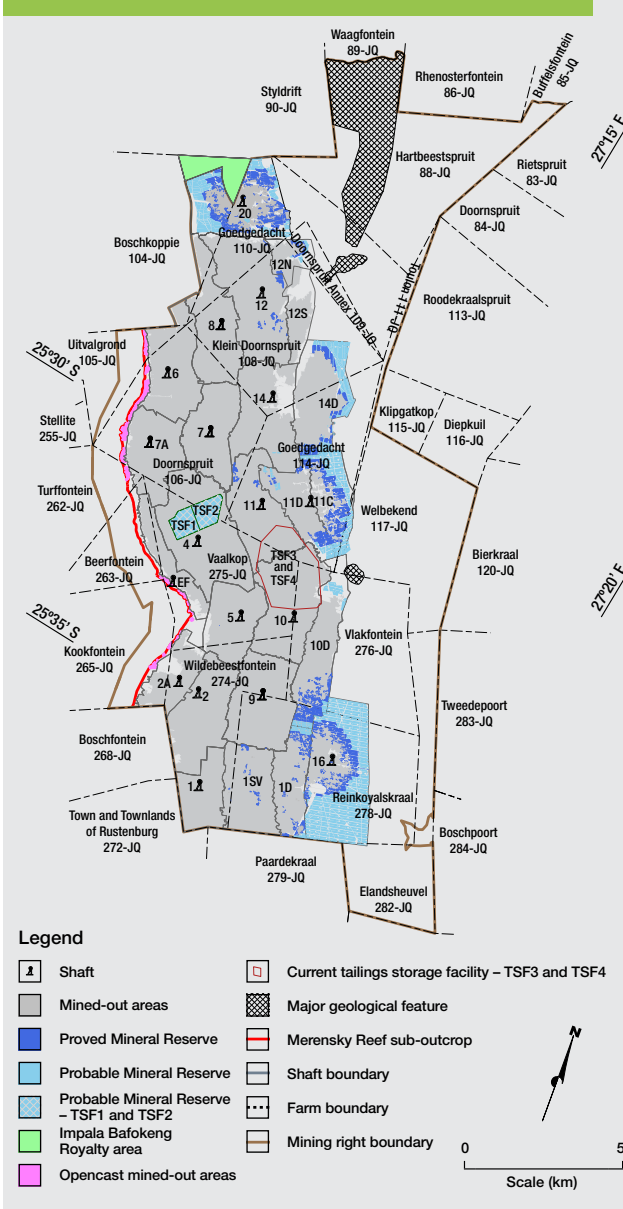 Waagfontein
89-JQ
Rhenosterfontein
86-JQ
Buffelsfontein
85-JQ
Styldrift
90-JQ
27°15' E
Hartbeestspruit
88-JQ
Rietspruit
83-JQ
Doornspruit
84-JQ
20
Goedgedacht
110-JQ
Boschkoppie
104-JQ
Doornspruit Annex 109-JQ
Toulon 111-JQ
12N
12
12S
Roodekraalspruit
113-JQ
8
Klein Doornspruit
108-JQ
Uitvalgrond
105-JQ
25°30' S
6
14
14D
Klipgatkop
115-JQ
Diepkuil
116-JQ
Stellite
255-JQ
7A
7
Goedgedacht
114-JQ
Doornspruit
106-JQ
Turffontein
262-JQ
11
11D
11C
Welbekend
117-JQ
TSF1
TSF2
4
Bierkraal
120-JQ
TSF3
and
TSF4
Vaalkop
275-JQ
Beerfontein
263-JQ
EF
27°20' E
25°35' S
5
10
10D
Vlakfontein
276-JQ
Kookfontein
265-JQ
Wildebeestfontein
274-JQ
2A
2
9
Tweedepoort
283-JQ
Boschfontein
268-JQ
16
1
1SV
1D
Reinkoyalskraal
278-JQ
Town and Townlands
of Rustenburg
272-JQ
Boschpoort
284-JQ
Paardekraal
279-JQ
Elandsheuvel
282-JQ
Legend
Shaft
Mined-out areas
Proved Mineral Reserve
Probable Mineral Reserve
Probable Mineral Reserve
– TSF1 and TSF2
Impala Bafokeng
Royalty area
Opencast mined-out areas
Current tailings storage facility – TSF3 and TSF4
Major geological feature
Merensky Reef sub-outcrop
Shaft boundary
Farm boundary
Mining right boundary
N
0
5
Scale (km)